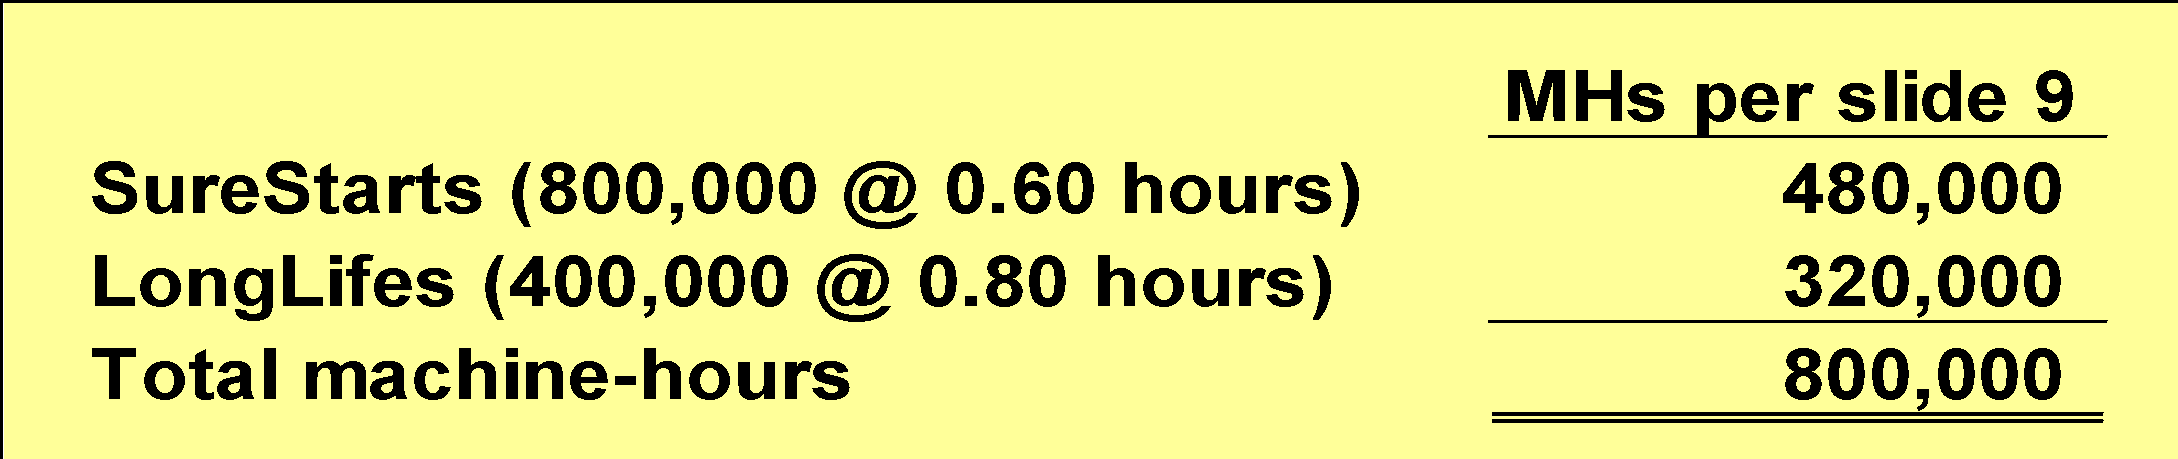 MHs per slide 9
SureStarts (800,000 @ 0.60 hours) 480,000
LongLifes (400,000 @ 0.80 hours) 320,000
Total machine-hours 800,000